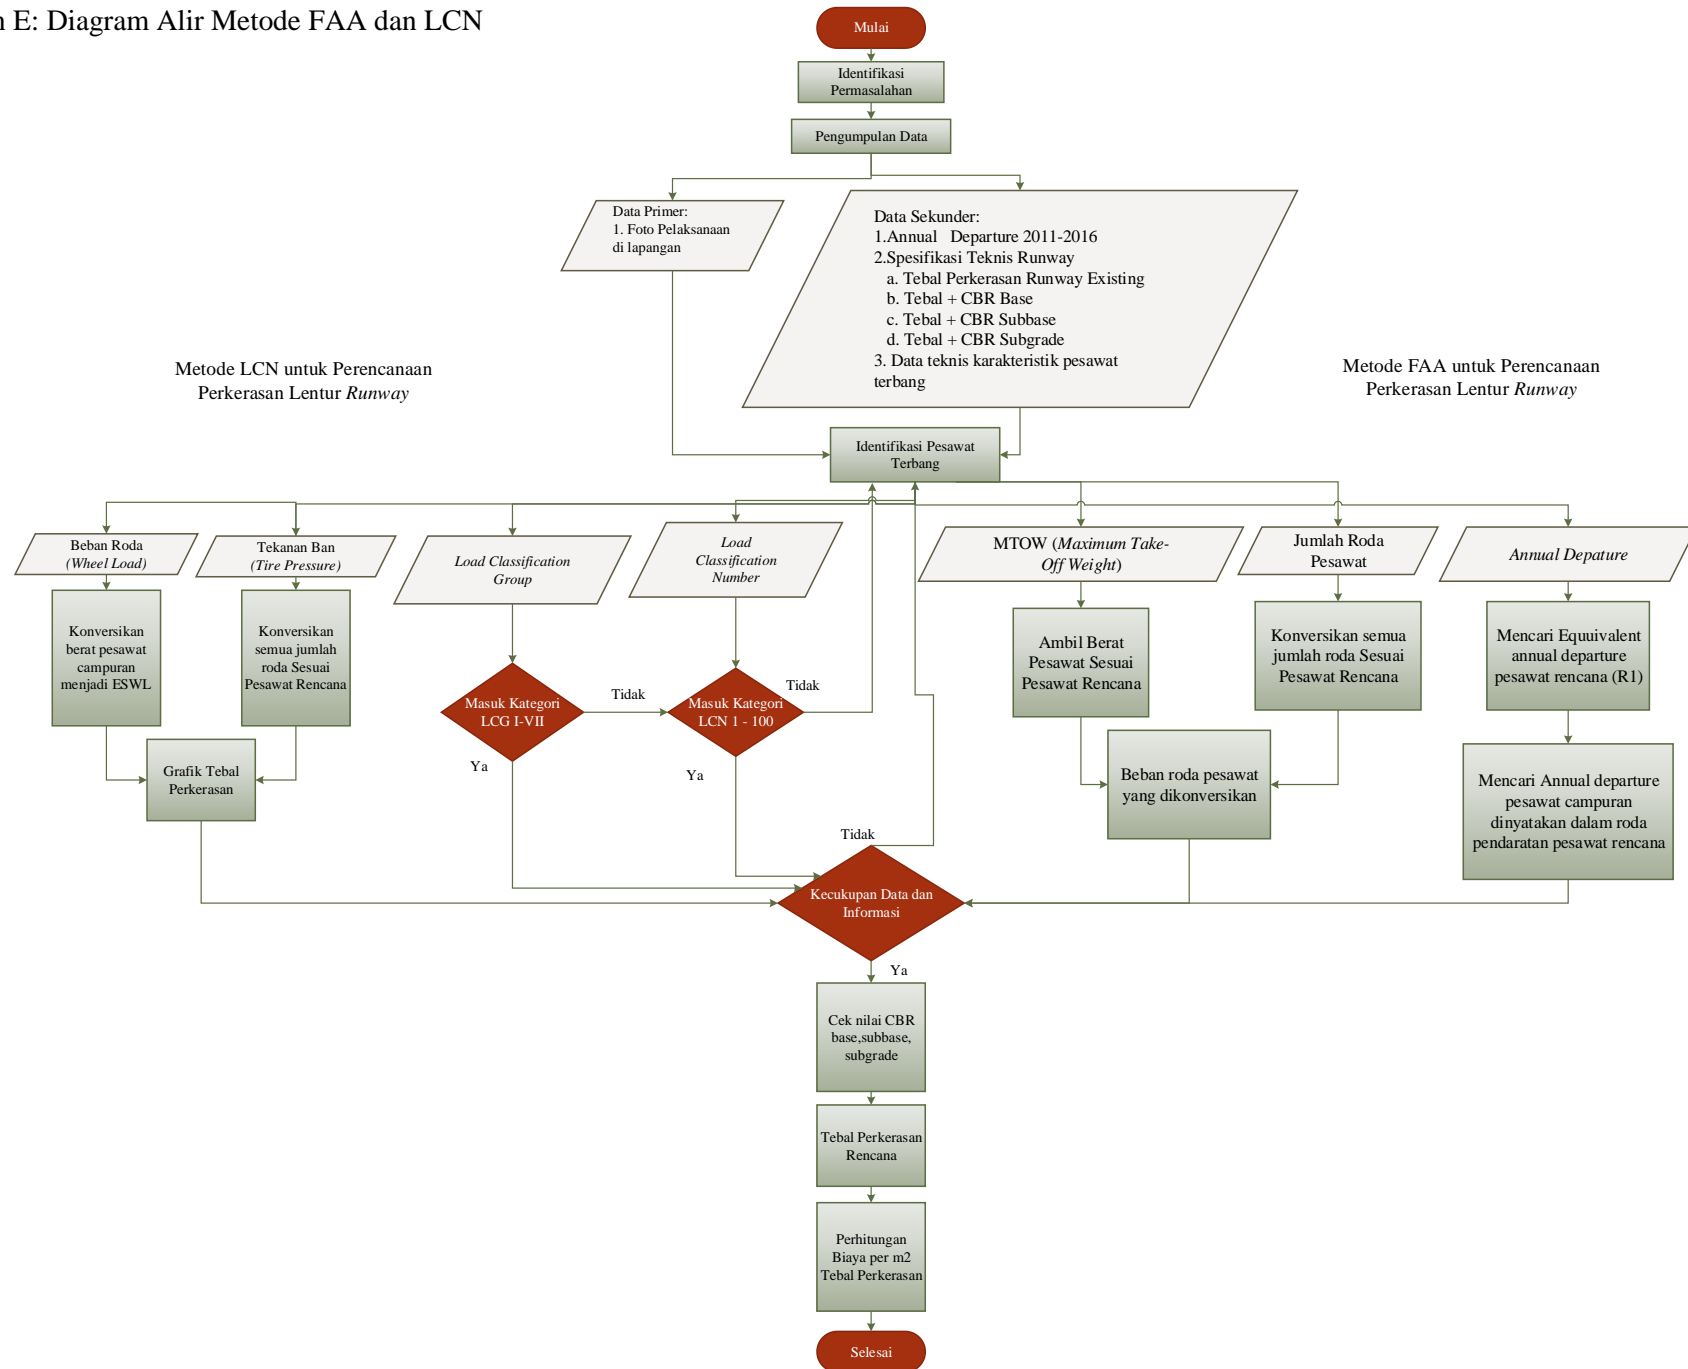 n E: Diagram Alir Metode FAA dan LCN
Mulai
Identifikasi
Permasalahan
Pengumpulan Data
Data Primer:
1. Foto Pelaksanaan
di lapangan
Data Sekunder:
1.Annual Departure 2011-2016
2.Spesifikasi Teknis Runway
a. Tebal Perkerasan Runway Existing
b. Tebal + CBR Base
c. Tebal + CBR Subbase
d. Tebal + CBR Subgrade
3. Data teknis karakteristik pesawat
terbang
Metode LCN untuk Perencanaan
Perkerasan Lentur Runway
Metode FAA untuk Perencanaan
Perkerasan Lentur Runway
Identifikasi Pesawat
Terbang
Beban Roda
(Wheel Load)
Tekanan Ban
(Tire Pressure)
Load Classification
Group
Load
Classification
Number
MTOW (Maximum Take-
Off Weight)
Jumlah Roda
Pesawat
Annual Depature
Konversikan
berat pesawat
campuran
menjadi ESWL
Konversikan
semua jumlah
roda Sesuai
Pesawat Rencana
Masuk Kategori
LCG I-VII
Tidak
Ya
Masuk Kategori
LCN 1 - 100
Tidak
Ya
Ambil Berat
Pesawat Sesuai
Pesawat Rencana
Konversikan semua
jumlah roda Sesuai
Pesawat Rencana
Mencari Equuivalent
annual departure
pesawat rencana (R1)
Grafik Tebal
Perkerasan
Beban roda pesawat
yang dikonversikan
Mencari Annual departure
pesawat campuran
dinyatakan dalam roda
pendaratan pesawat rencana
Tidak
Kecukupan Data dan
Informasi
Ya
Cek nilai CBR
base,subbase,
subgrade
Tebal Perkerasan
Rencana
Perhitungan
Biaya per m2
Tebal Perkerasan
Selesai